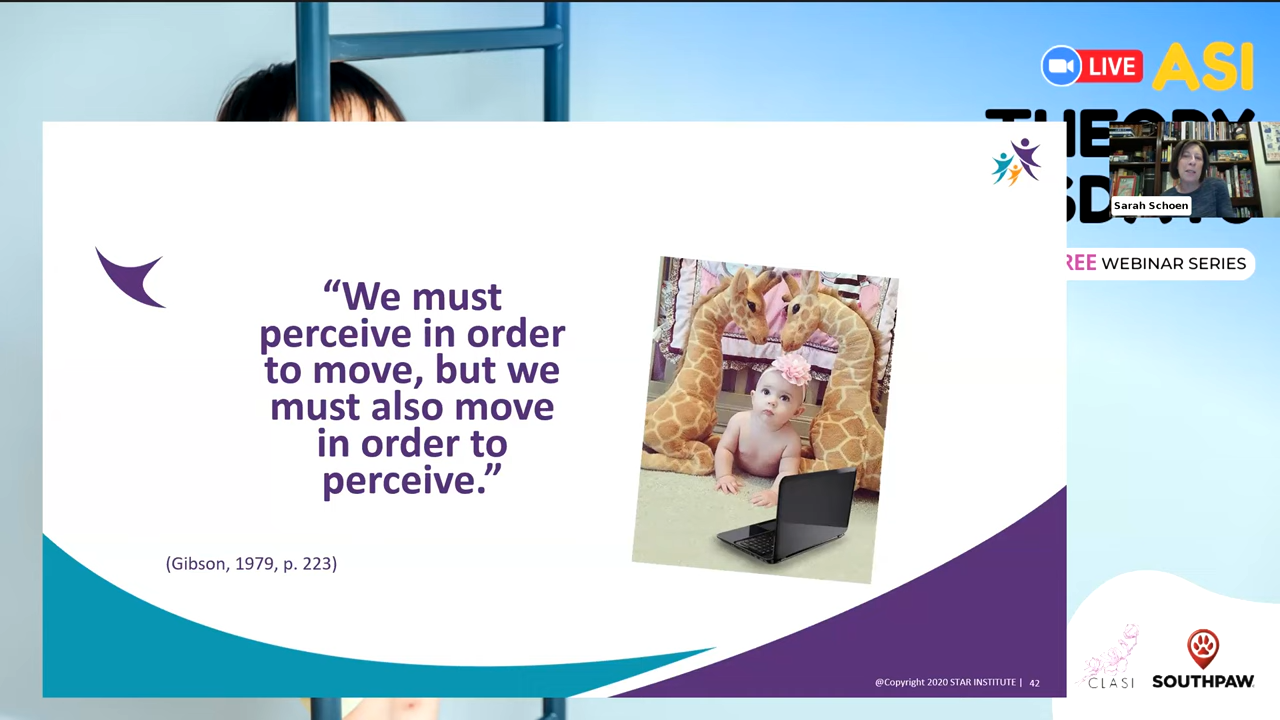 LIVE ASI
Sarah Schoen
REE WEBINAR SERIES
“We must
perceive in order
to move, but we
must also move
in order to
perceive.”
(Gibson, 1979, p. 223)
@Copyright 2020 STAR INSTITUTE | 42
CLASI
SOUTHPAW